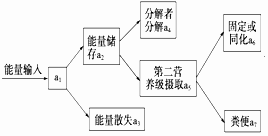 能量输入
a₁
能量储
存a₂
能量散失a₃
分解者
分解a₄
第二营
养级摄取a₅
固定或
同化a₆
粪便a₇